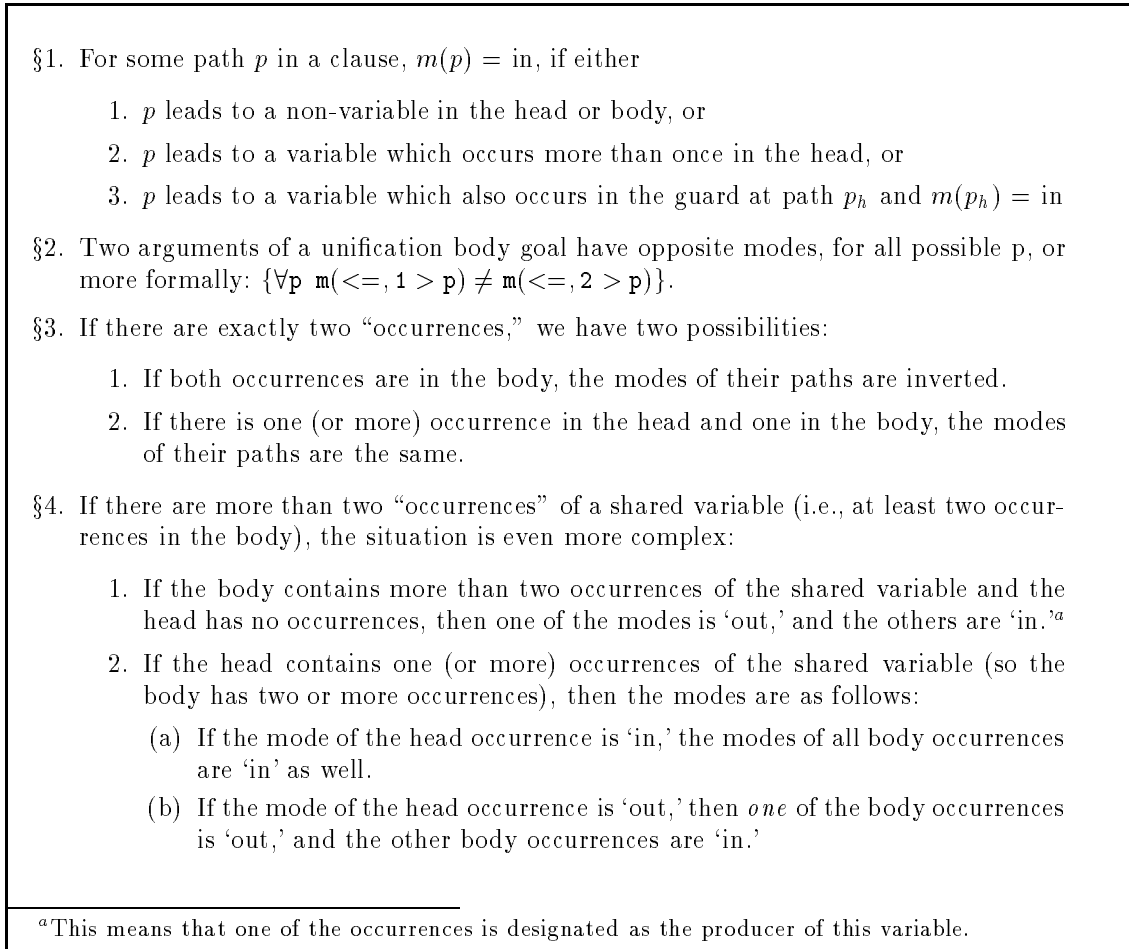 §1. For some path p in a clause, m(p) = in, if either
1. p leads to a non-variable in the head or body, or
2. p leads to a variable which occurs more than once in the head, or
3. p leads to a variable which also occurs in the guard at path pₕ and m(pₕ) = in
§2. Two arguments of a unification body goal have opposite modes, for all possible p, or
more formally: {∀p m(<=, 1 > p) ≠ m(<=, 2 > p)}.
§3. If there are exactly two “occurrences,” we have two possibilities:
1. If both occurrences are in the body, the modes of their paths are inverted.
2. If there is one (or more) occurrence in the head and one in the body, the modes
of their paths are the same.
§4. If there are more than two “occurrences” of a shared variable (i.e., at least two occur-
rences in the body), the situation is even more complex:
1. If the body contains more than two occurrences of the shared variable and the
head has no occurrences, then one of the modes is ‘out,’ and the others are ‘in.’ᵃ
2. If the head contains one (or more) occurrences of the shared variable (so the
body has two or more occurrences), then the modes are as follows:
(a) If the mode of the head occurrence is ‘in,’ the modes of all body occurrences
are ‘in’ as well.
(b) If the mode of the head occurrence is ‘out,’ then one of the body occurrences
is ‘out,’ and the other body occurrences are ‘in.’
ᵃThis means that one of the occurrences is designated as the producer of this variable.